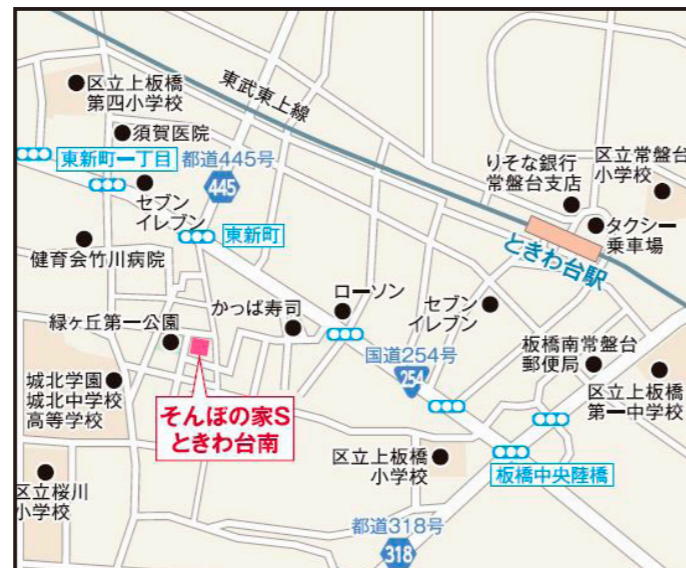 区立上板橋
第四小学校
東武東上線
須賀医院
東新町一丁目
都道445号
445
セブン
イレブン
東新町
健育会竹川病院
りそな銀行
常盤台支店
区立常盤台
小学校
タクシー
乗車場
ときわ台駅
緑ヶ丘第一公園
かっぱ寿司
ローソン
セブン
イレブン
国道254号
254
板橋南常盤台
郵便局
区立上板橋
第一中学校
城北学園
城北中学校
高等学校
そんぽの家S
ときわ台南
区立上板橋
小学校
板橋中央陸橋
区立桜川
小学校
都道318号
318